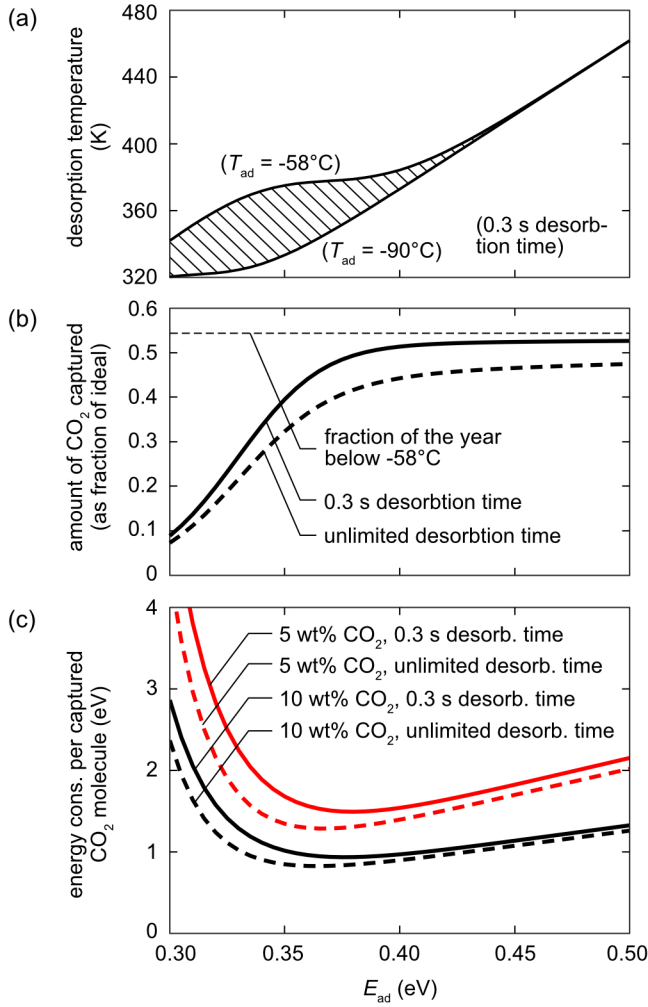 (a)
desorption temperature
(K)
480
440
400
360
320
(Tad = -58°C)
(Tad = -90°C)
(0.3 s desorb-
tion time)
(b)
amount of CO2 captured
(as fraction of ideal)
0.6
0.5
0.4
0.3
0.2
0.1
0
fraction of the year
below -58°C
0.3 s desorbtion time
unlimited desorbtion time
(c)
energy cons. per captured
CO2 molecule (eV)
4
3
2
1
0
5 wt% CO2, 0.3 s desorb. time
5 wt% CO2, unlimited desorb. time
10 wt% CO2, 0.3 s desorb. time
10 wt% CO2, unlimited desorb. time
0.30 0.35 0.40 0.45 0.50
Ead (eV)